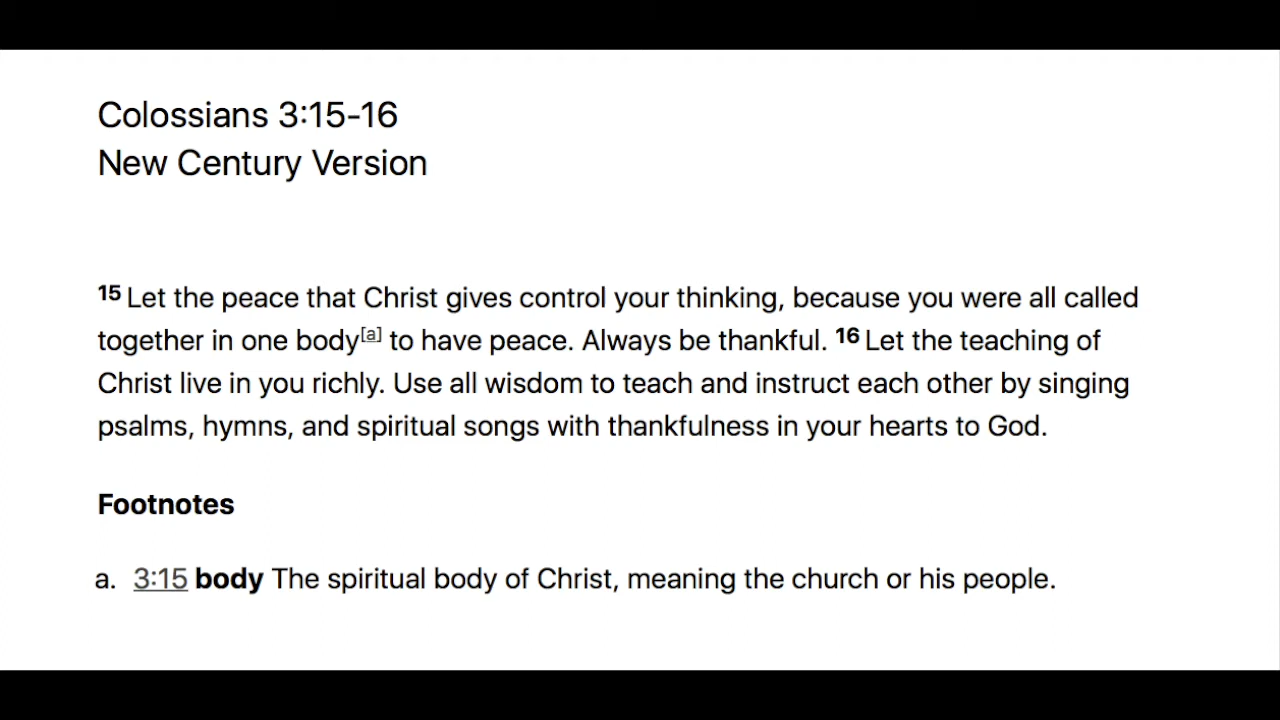 Colossians 3:15-16
New Century Version
15 Let the peace that Christ gives control your thinking, because you were all called
together in one body[a] to have peace. Always be thankful. 16 Let the teaching of
Christ live in you richly. Use all wisdom to teach and instruct each other by singing
psalms, hymns, and spiritual songs with thankfulness in your hearts to God.
Footnotes
a. 3:15 body The spiritual body of Christ, meaning the church or his people.